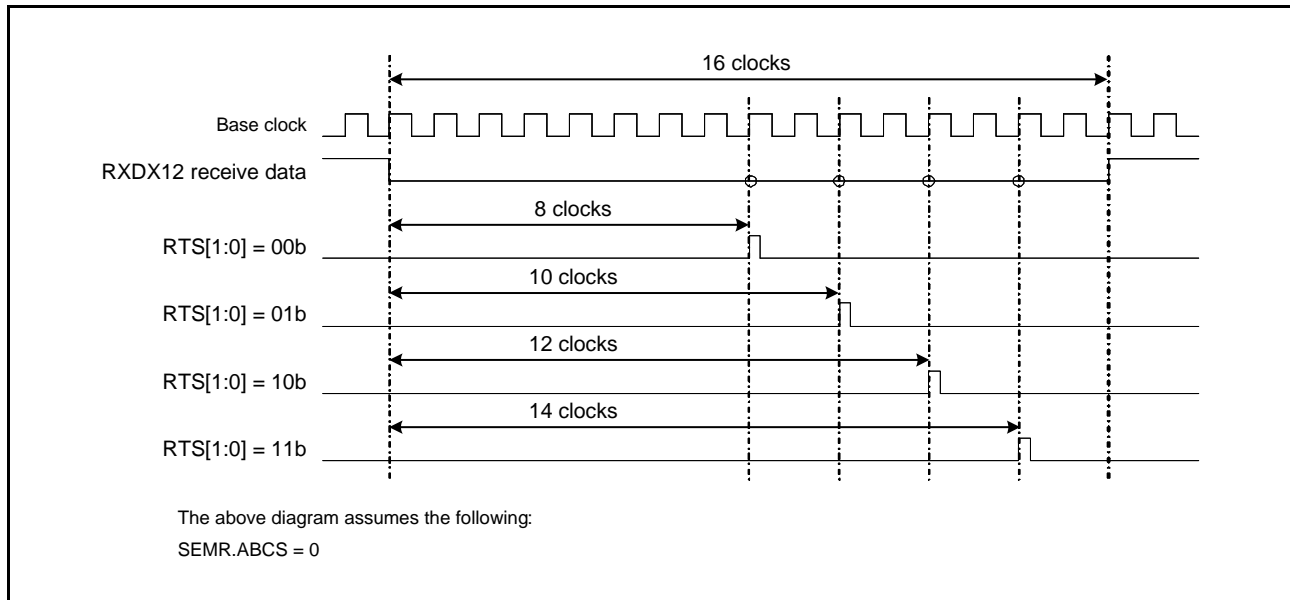 16 clocks
Base clock
RXDX12 receive data
8 clocks
RTS[1:0] = 00b
10 clocks
RTS[1:0] = 01b
12 clocks
RTS[1:0] = 10b
14 clocks
RTS[1:0] = 11b
The above diagram assumes the following:
SEMR.ABCS = 0